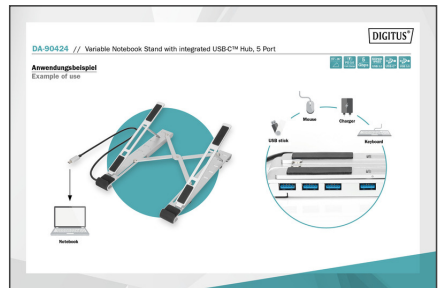 DIGITUS®
DA-90424 // Variable Notebook Stand with integrated USB-C™ Hub, 5 Port
Anwendungsbeispiel
Example of use
Mouse
Charger
USB stick
Keyboard
Notebook